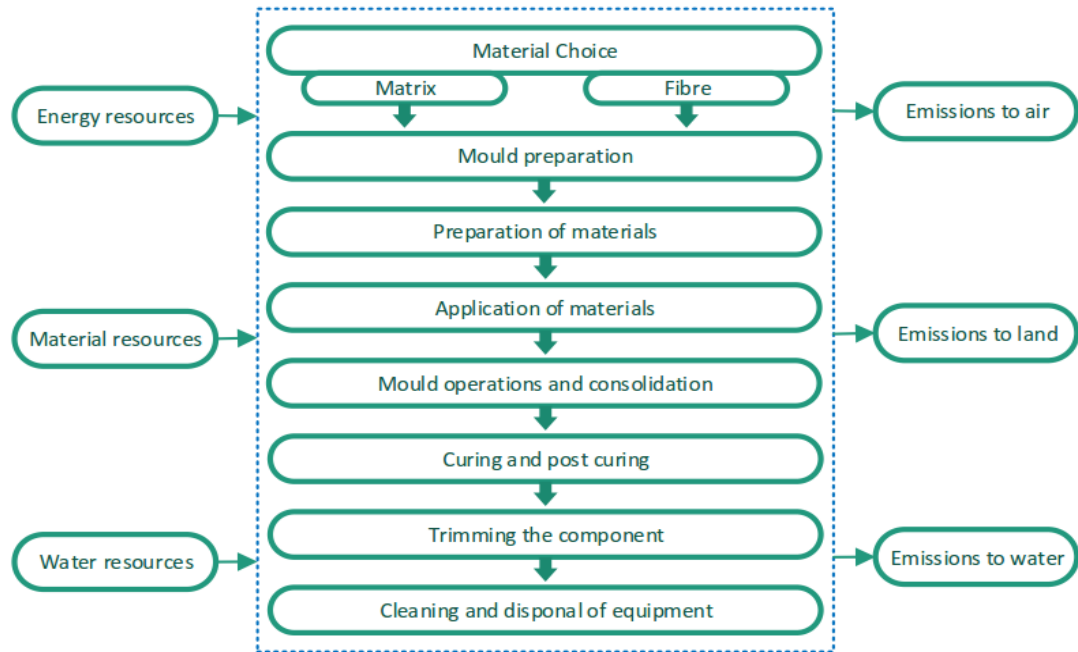 Material Choice
Matrix
Fibre
Energy resources
Emissions to air
Mould preparation
Preparation of materials
Application of materials
Material resources
Emissions to land
Mould operations and consolidation
Curing and post curing
Trimming the component
Water resources
Emissions to water
Cleaning and disponal of equipment